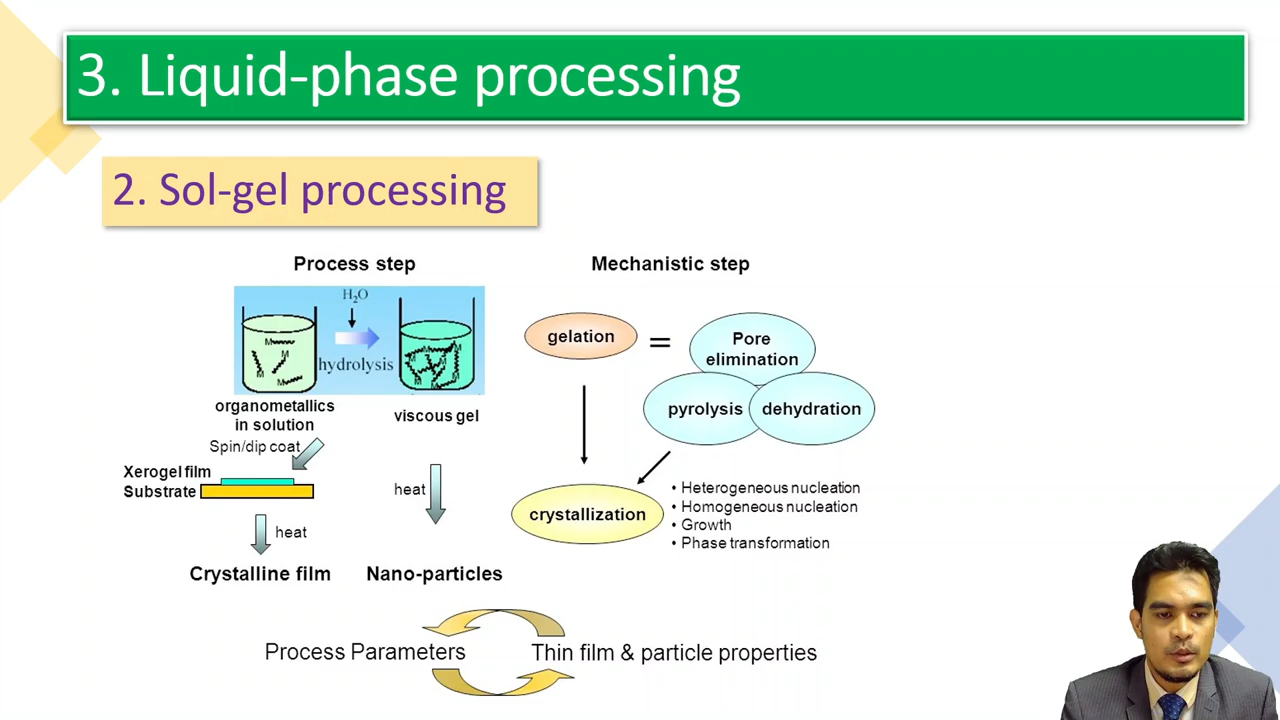 3. Liquid-phase processing
2. Sol-gel processing
Process step
Mechanistic step
H₂O
hydrolysis
M
M
M
M
M
M
M
M
M
organometallics
in solution
viscous gel
Spin/dip coat
Xerogel film
Substrate
heat
heat
Crystalline film
Nano-particles
gelation
=
Pore
elimination
pyrolysis
dehydration
crystallization
• Heterogeneous nucleation
• Homogeneous nucleation
• Growth
• Phase transformation
Process Parameters
Thin film & particle properties